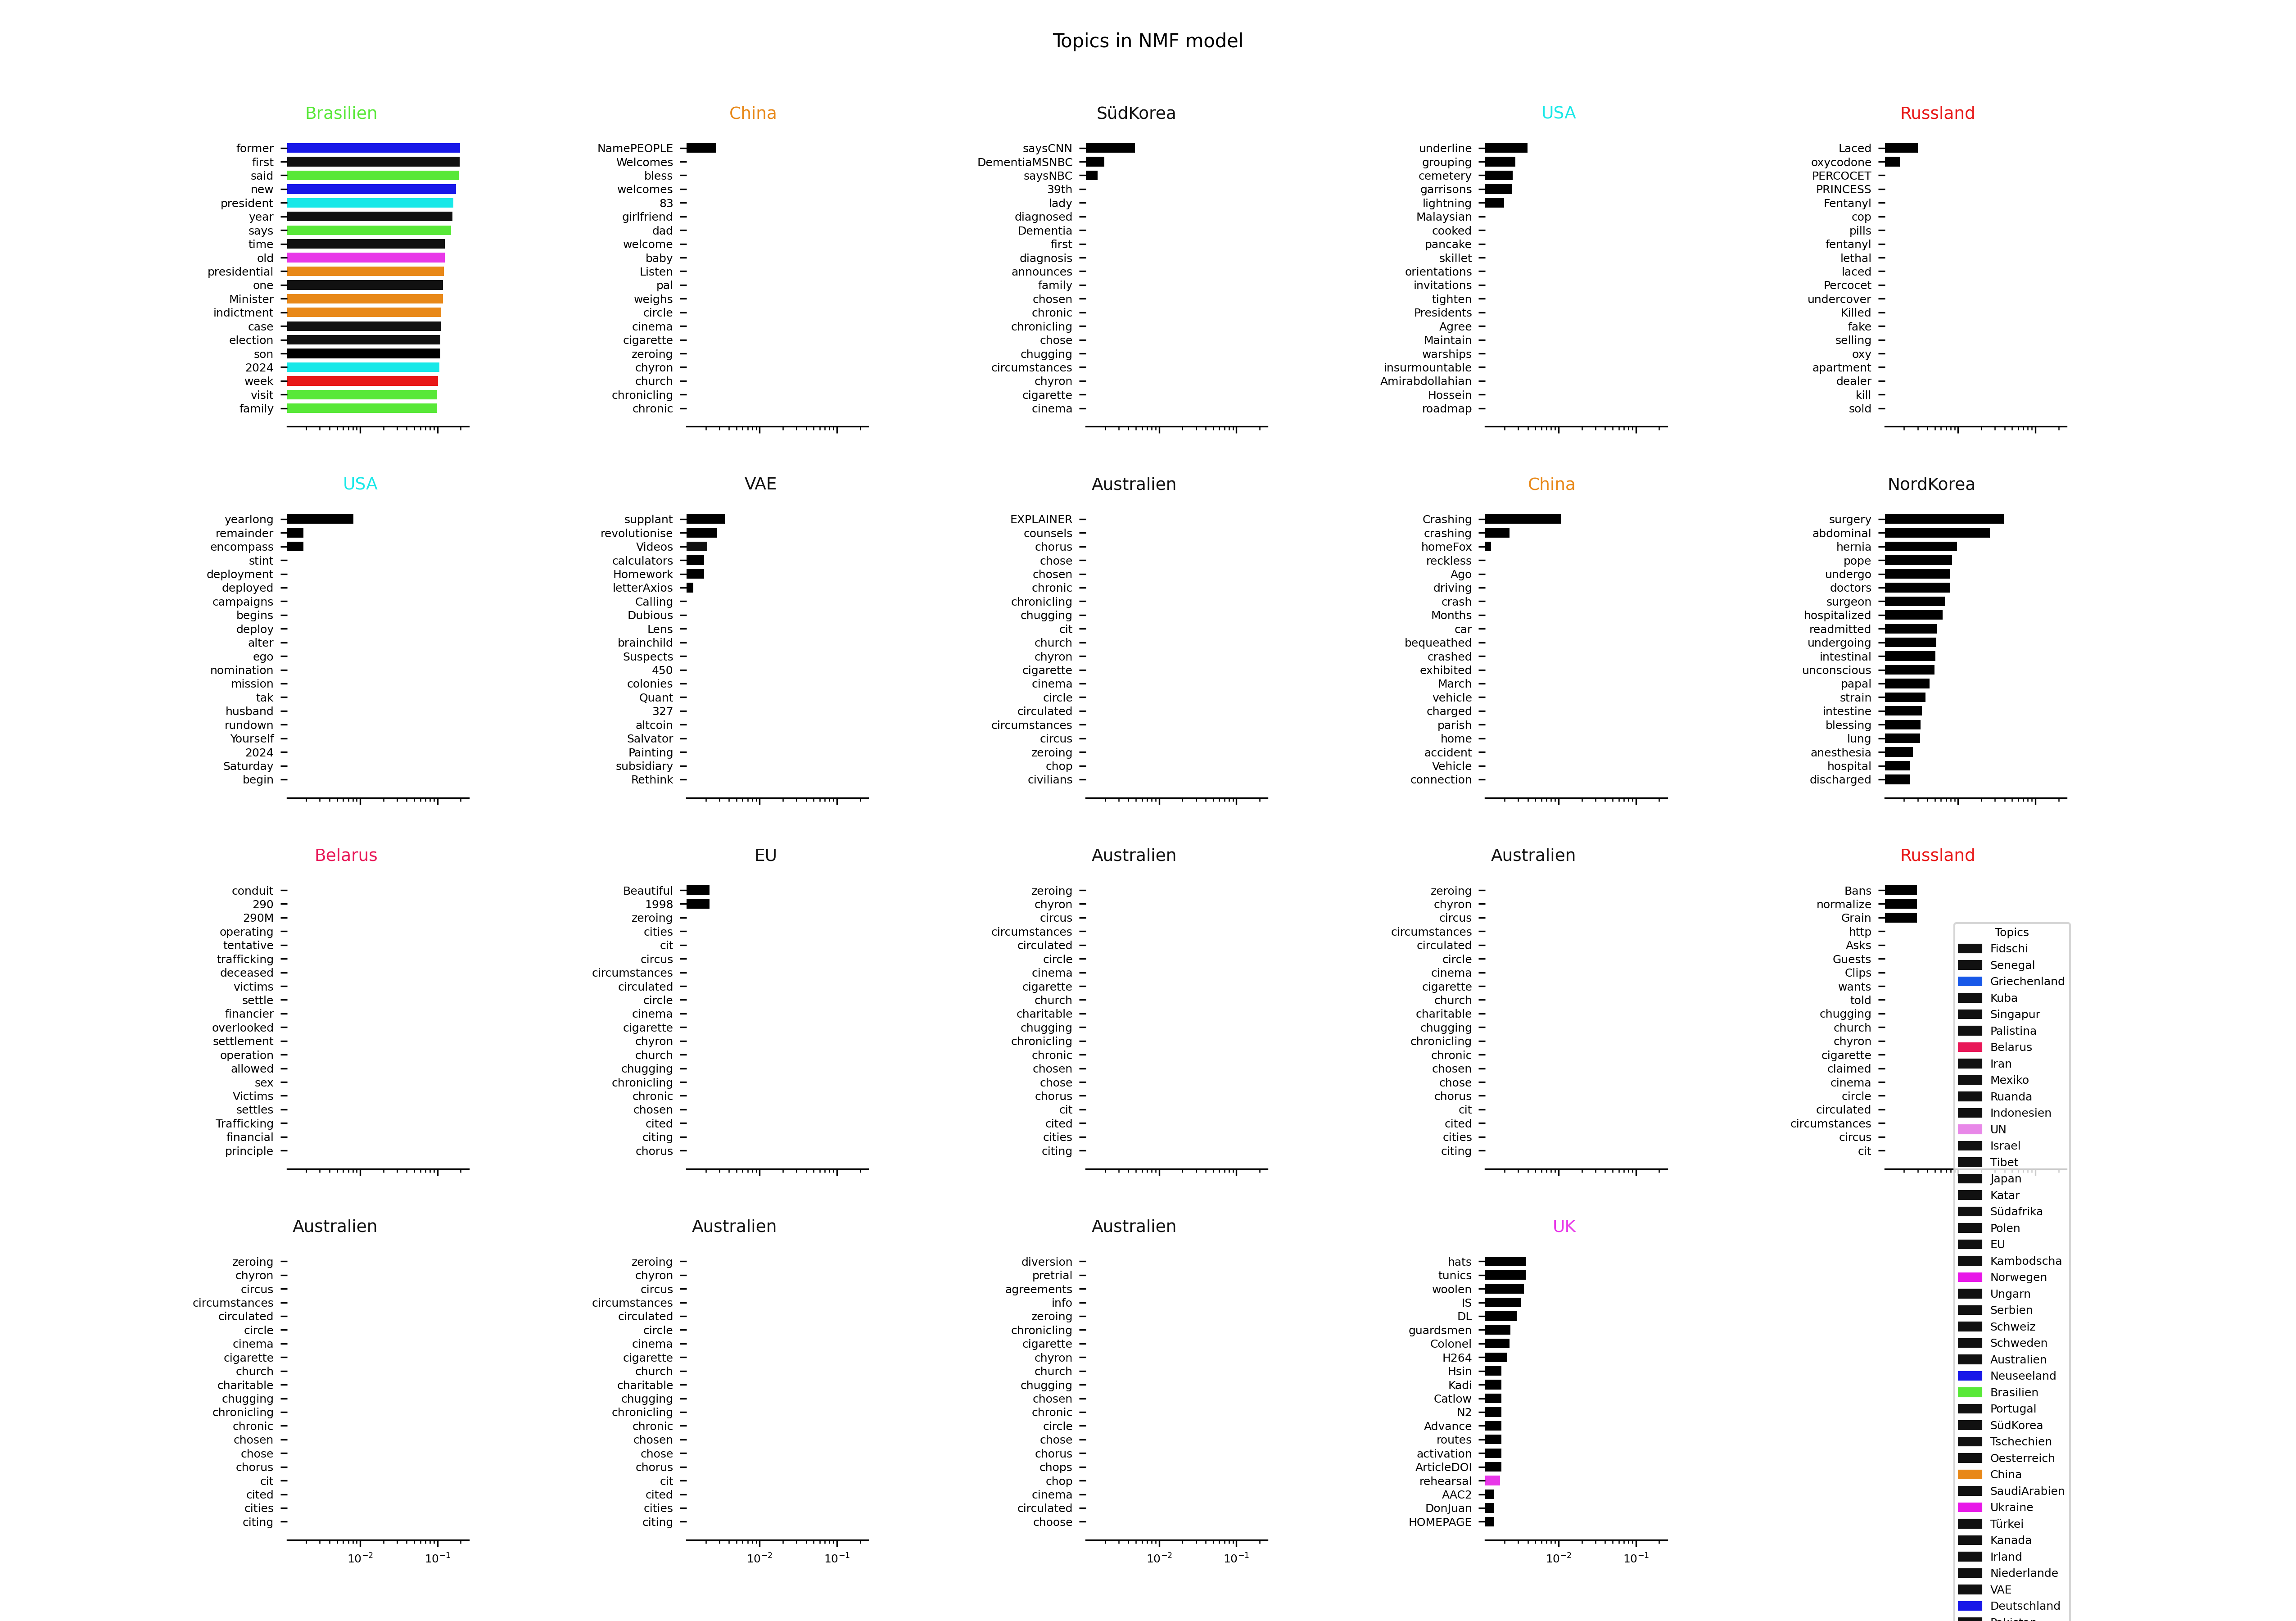 Topics in NMF model
Brasilien
former
first
said
new
president
year
says
time
old
presidential
one
Minister
indictment
case
election
son
2024
week
visit
family
China
NamePEOPLE
Welcomes
bless
welcomes
83
girlfriend
dad
welcome
baby
Listen
pal
weighs
circle
cinema
cigarette
zeroing
chyron
church
chronicling
chronic
SüdKorea
saysCNN
DementiaMSNBC
saysNBC
39th
lady
diagnosed
Dementia
first
diagnosis
announces
family
chosen
chronic
chronicling
chose
chugging
circumstances
chyron
cigarette
cinema
USA
underline
grouping
cemetery
garrisons
lightning
Malaysian
cooked
pancake
skillet
orientations
invitations
tighten
Presidents
Agree
Maintain
warships
insurmountable
Amirabdollahian
Hossein
roadmap
Russland
Laced
oxycodone
PERCOCET
PRINCESS
Fentanyl
cop
pills
fentanyl
lethal
laced
Percocet
undercover
Killed
fake
selling
oxy
apartment
dealer
kill
sold
USA
yearlong
remainder
encompass
stint
deployment
deployed
campaigns
begins
deploy
alter
ego
nomination
mission
tak
husband
rundown
Yourself
2024
Saturday
begin
VAE
supplant
revolutionise
Videos
calculators
Homework
letterAxios
Calling
Dubious
Lens
brainchild
Suspects
450
colonies
Quant
327
altcoin
Salvator
Painting
subsidiary
Rethink
Australien
EXPLAINER
counsels
chorus
chose
chosen
chronic
chronicling
chugging
cit
church
chyron
cigarette
cinema
circle
circulated
circumstances
circus
zeroing
chop
civilians
China
Crashing
crashing
homeFox
reckless
Ago
driving
crash
Months
car
bequeathed
crashed
exhibited
March
vehicle
charged
parish
home
accident
Vehicle
connection
NordKorea
surgery
abdominal
hernia
pope
undergo
doctors
surgeon
hospitalized
readmitted
undergoing
intestinal
unconscious
papal
strain
intestine
blessing
lung
anesthesia
hospital
discharged
Belarus
conduit
290
290M
operating
tentative
trafficking
deceased
victims
settle
financier
overlooked
settlement
operation
allowed
sex
Victims
settles
Trafficking
financial
principle
EU
Beautiful
1998
zeroing
cities
cit
circus
circumstances
circulated
circle
cinema
cigarette
chyron
church
chugging
chronicling
chronic
chosen
cited
citing
chorus
Australien
zeroing
chyron
circus
circumstances
circulated
circle
cinema
cigarette
church
charitable
chugging
chronicling
chronic
chosen
chose
chorus
cit
cited
cities
citing
Australien
zeroing
chyron
circus
circumstances
circulated
circle
cinema
cigarette
church
charitable
chugging
chronicling
chronic
chosen
chose
chorus
cit
cited
cities
citing
Russland
Bans
normalize
Grain
http
Asks
Guests
Clips
wants
told
chugging
church
chyron
cigarette
claimed
cinema
circle
circulated
circumstances
circus
cit
Australien
zeroing
chyron
circus
circumstances
circulated
circle
cinema
cigarette
church
charitable
chugging
chronicling
chronic
chosen
chose
chorus
cit
cited
cities
citing
10⁻² 10⁻¹
Australien
zeroing
chyron
circus
circumstances
circulated
circle
cinema
cigarette
church
charitable
chugging
chronicling
chronic
chosen
chose
chorus
cit
cited
cities
citing
10⁻² 10⁻¹
Australien
diversion
pretrial
agreements
info
zeroing
chronicling
cigarette
chyron
church
chugging
chosen
chronic
circle
chose
chorus
chops
chop
cinema
circulated
choose
10⁻² 10⁻¹
UK
hats
tunics
woolen
IS
DL
guardsmen
Colonel
H264
Hsin
Kadi
Catlow
N2
Advance
routes
activation
ArticleDOI
rehearsal
AAC2
DonJuan
HOMEPAGE
10⁻² 10⁻¹
Topics
Fidschi
Senegal
Griechenland
Kuba
Singapur
Palistina
Belarus
Iran
Mexiko
Ruanda
Indonesien
UN
Israel
Tibet
Japan
Katar
Südafrika
Polen
EU
Kambodscha
Norwegen
Ungarn
Serbien
Schweiz
Schweden
Australien
Neuseeland
Brasilien
Portugal
SüdKorea
Tschechien
Oesterreich
China
SaudiArabien
Ukraine
Türkei
Kanada
Irland
Niederlande
VAE
Deutschland